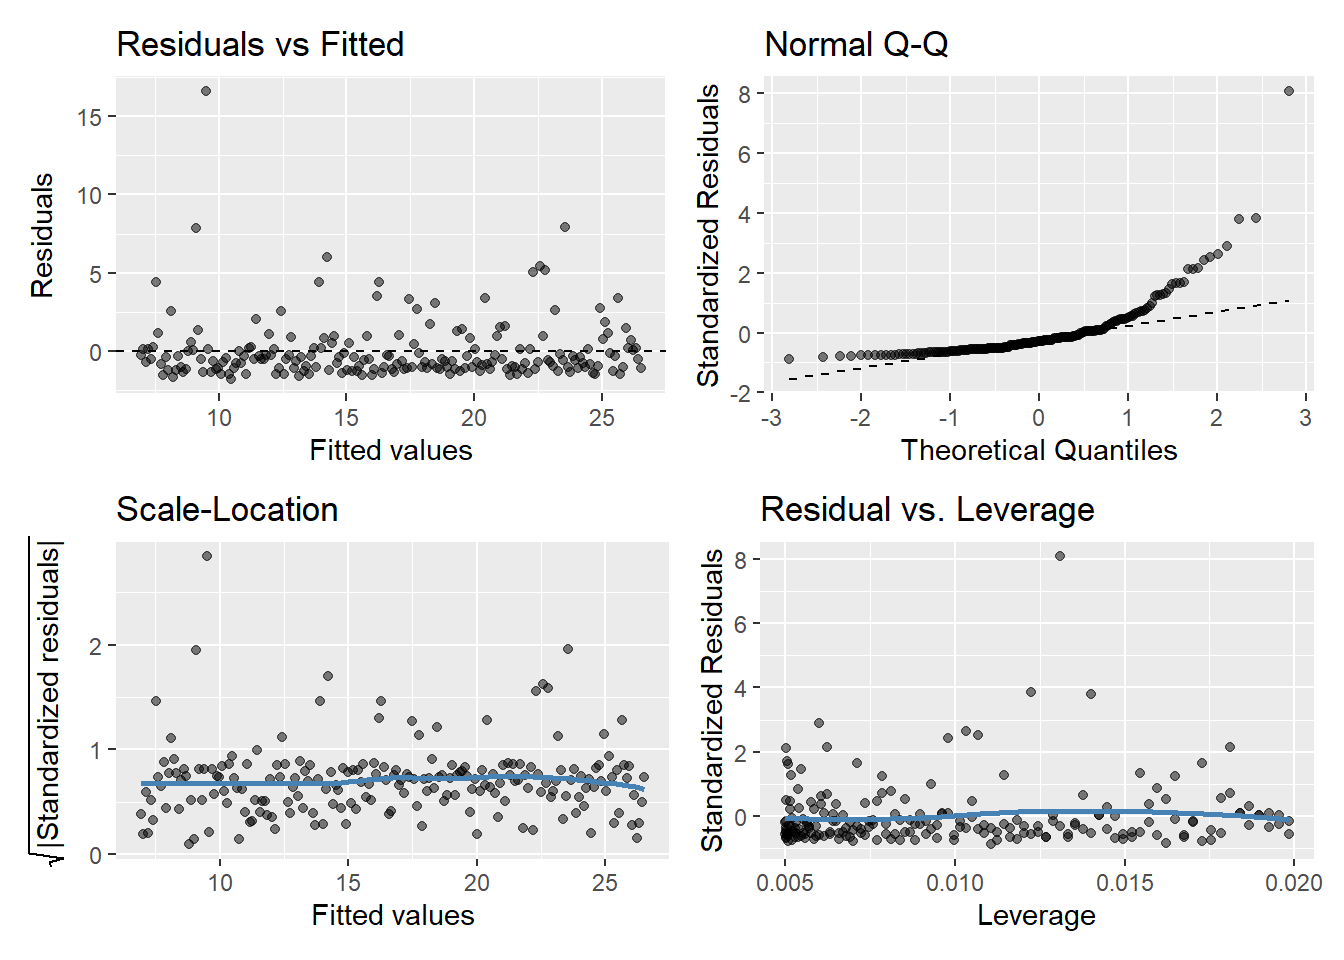 Residuals vs Fitted
Residuals
15
10
5
0
10 15 20 25
Fitted values
Normal Q-Q
Standardized Residuals
8
6
4
2
0
-2
-3 -2 -1 0 1 2 3
Theoretical Quantiles
Scale-Location
√|Standardized residuals|
2
1
0
10 15 20 25
Fitted values
Residual vs. Leverage
Standardized Residuals
8
6
4
2
0
0.005 0.010 0.015 0.020
Leverage